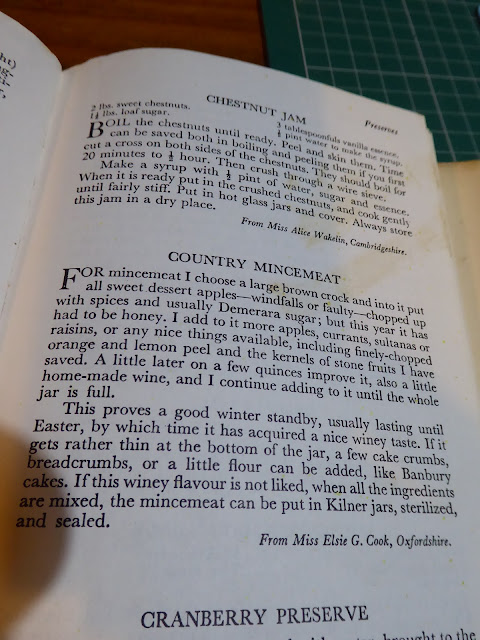 ht)
Preserves
CHESTNUT JAM
2 lbs. sweet chestnuts.
1¼ lbs. loaf sugar.
3 tablespoonfuls vanilla essence.
½ pint water to make the syrup.
BOIL the chestnuts until ready. Peel and skin them. Time
can be saved both in boiling and peeling them if you first
cut a cross on both sides of the chestnuts. They should boil for
20 minutes to ½ hour. Then crush through a wire sieve.
Make a syrup with ½ pint of water, sugar and essence.
When it is ready put in the crushed chestnuts, and cook gently
until fairly stiff. Put in hot glass jars and cover. Always store
this jam in a dry place.
From Miss Alice Wakelin, Cambridgeshire.
COUNTRY MINCEMEAT
FOR mincemeat I choose a large brown crock and into it put
all sweet dessert apples—windfalls or faulty—chopped up
with spices and usually Demerara sugar; but this year it has
had to be honey. I add to it more apples, currants, sultanas or
raisins, or any nice things available, including finely-chopped
orange and lemon peel and the kernels of stone fruits I have
saved. A little later on a few quinces improve it, also a little
home-made wine, and I continue adding to it until the whole
jar is full.
This proves a good winter standby, usually lasting until
Easter, by which time it has acquired a nice winey taste. If it
gets rather thin at the bottom of the jar, a few cake crumbs,
breadcrumbs, or a little flour can be added, like Banbury
cakes. If this winey flavour is not liked, when all the ingredients
are mixed, the mincemeat can be put in Kilner jars, sterilized,
and sealed.
From Miss Elsie G. Cook, Oxfordshire.
CRANBERRY PRESERVE
brought to the